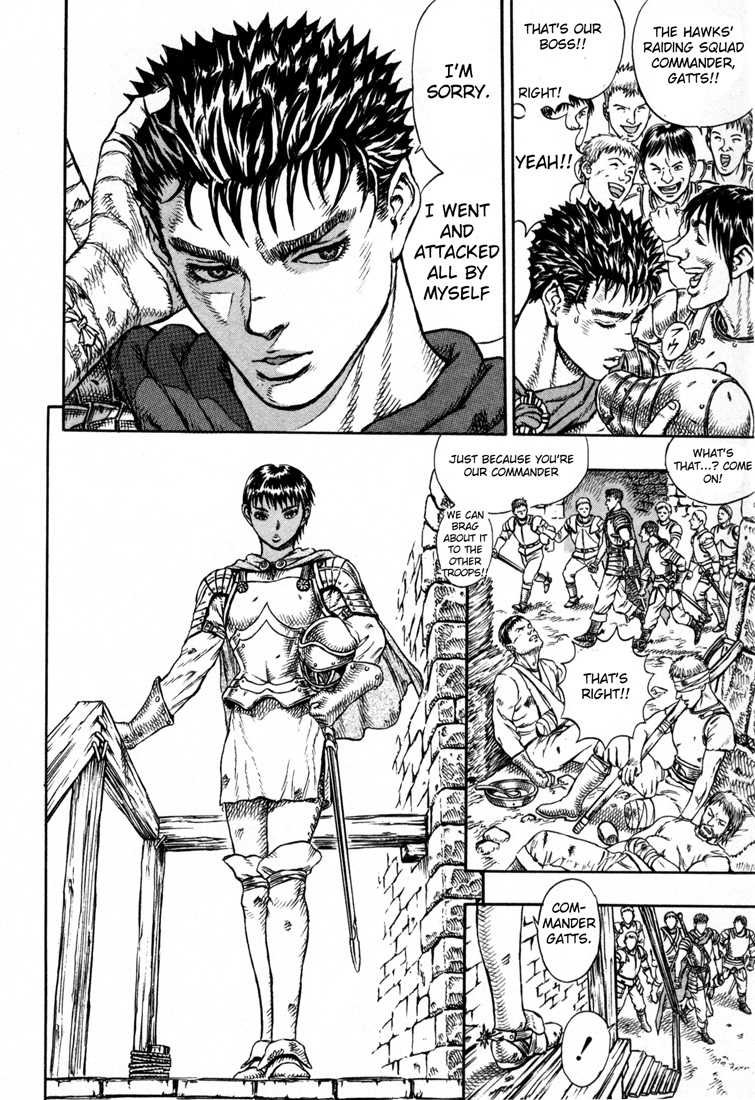 THE HAWKS'
RAIDING SQUAD
COMMANDER,
GATTS!!
THAT'S OUR
BOSS!!
RIGHT!
YEAH!!
I'M
SORRY.
I WENT
AND
ATTACKED
ALL BY
MYSELF
WHAT'S
THAT...? COME
ON!
JUST BECAUSE YOU'RE
OUR COMMANDER
WE CAN
BRAG
ABOUT IT
TO THE
OTHER
TROOPS!!
THAT'S
RIGHT!!
COM-
MANDER
GATTS.
!